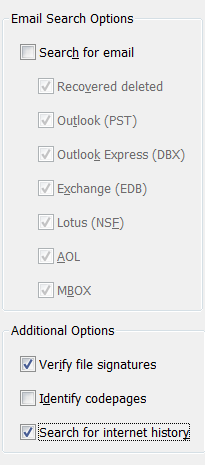 Email Search Options
Search for email
Recovered deleted
Outlook (PST)
Outlook Express (DBX)
Exchange (EDB)
Lotus (NSF)
AOL
MBOX
Additional Options
Verify file signatures
Identify codepages
Search for internet history